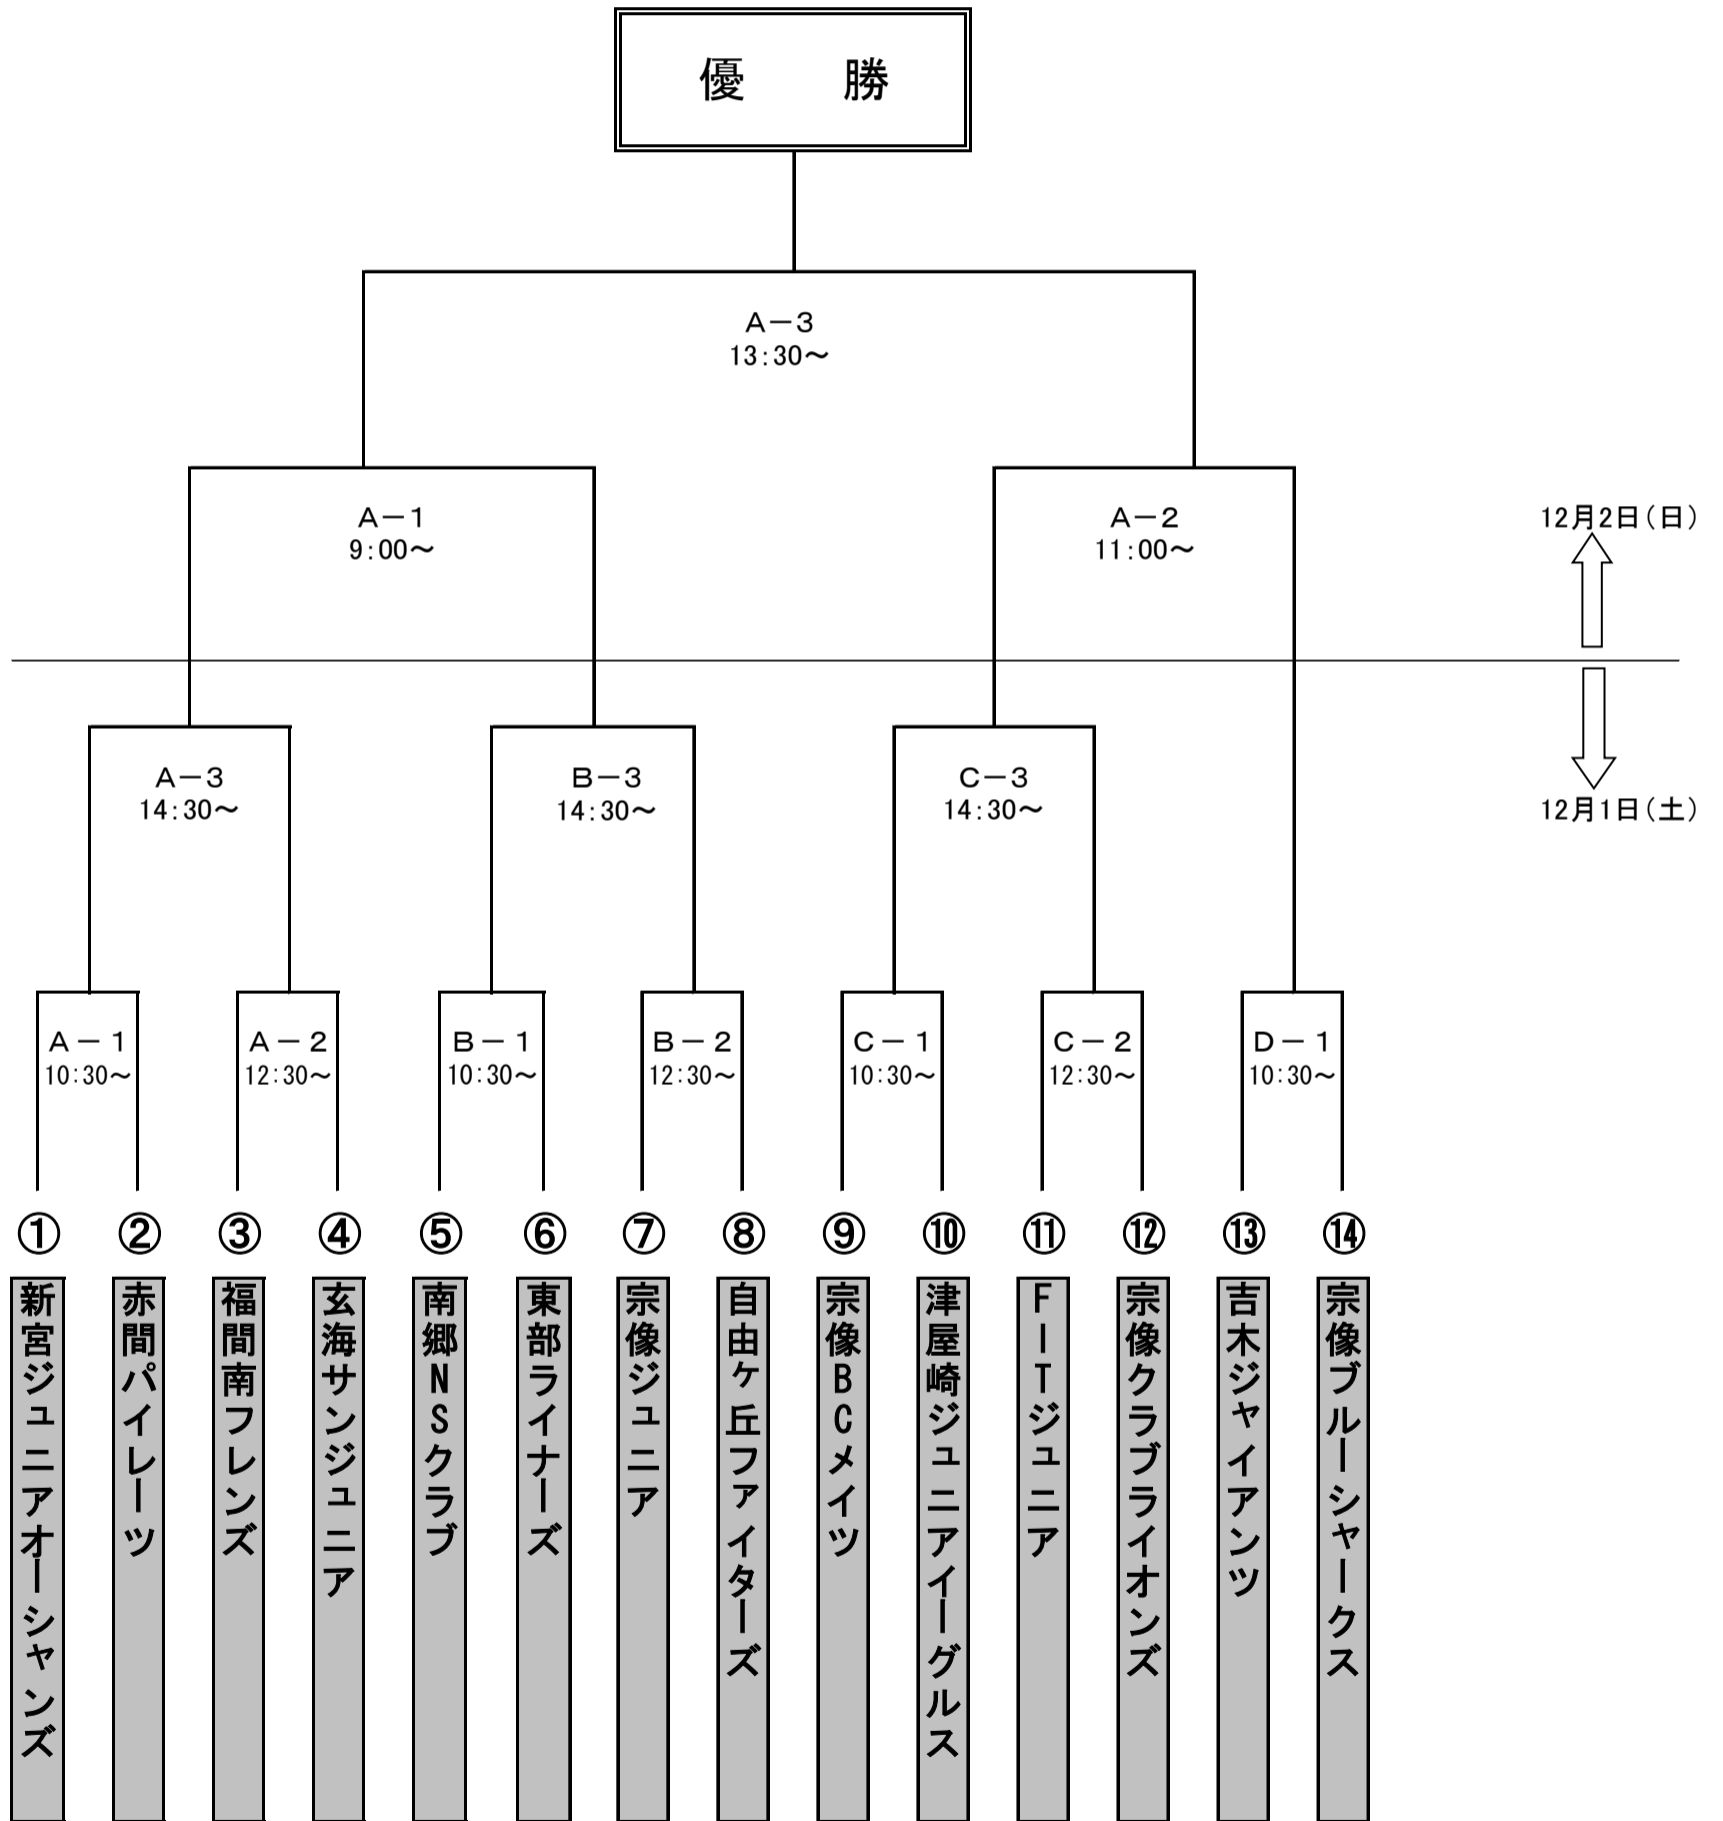 優　勝
A－3
13:30～
A－1
9:00～
A－2
11:00～
12月2日(日)
A－3
14:30～
B－3
14:30～
C－3
14:30～
12月1日(土)
A－1
10:30～
A－2
12:30～
B－1
10:30～
B－2
12:30～
C－1
10:30～
C－2
12:30～
D－1
10:30～
①
②
③
④
⑤
⑥
⑦
⑧
⑨
⑩
⑪
⑫
⑬
⑭
新宮ジュニアオーシャンズ
赤間パイレーツ
福間南フレンズ
玄海サンジュニア
南郷NSクラブ
東部ライナーズ
宗像ジュニア
自由ケ丘ファイターズ
宗像BCメイツ
津屋崎ジュニアイーグルス
FITジュニア
宗像クラブライオンズ
吉木ジャイアンツ
宗像ブルーシャークス